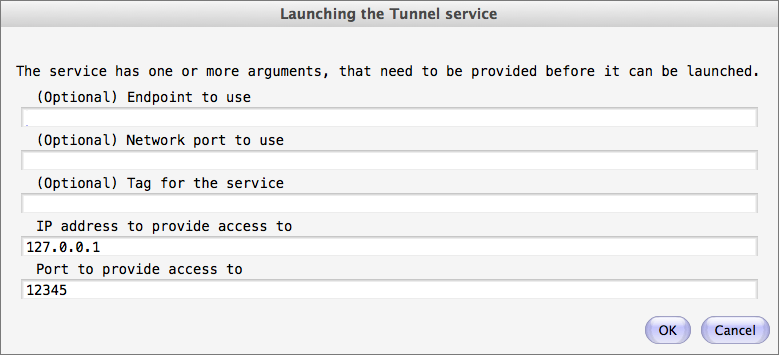 Launching the Tunnel service
The service has one or more arguments, that need to be provided before it can be launched.
(Optional) Endpoint to use
(Optional) Network port to use
(Optional) Tag for the service
IP address to provide access to
127.0.0.1
Port to provide access to
12345
OK Cancel